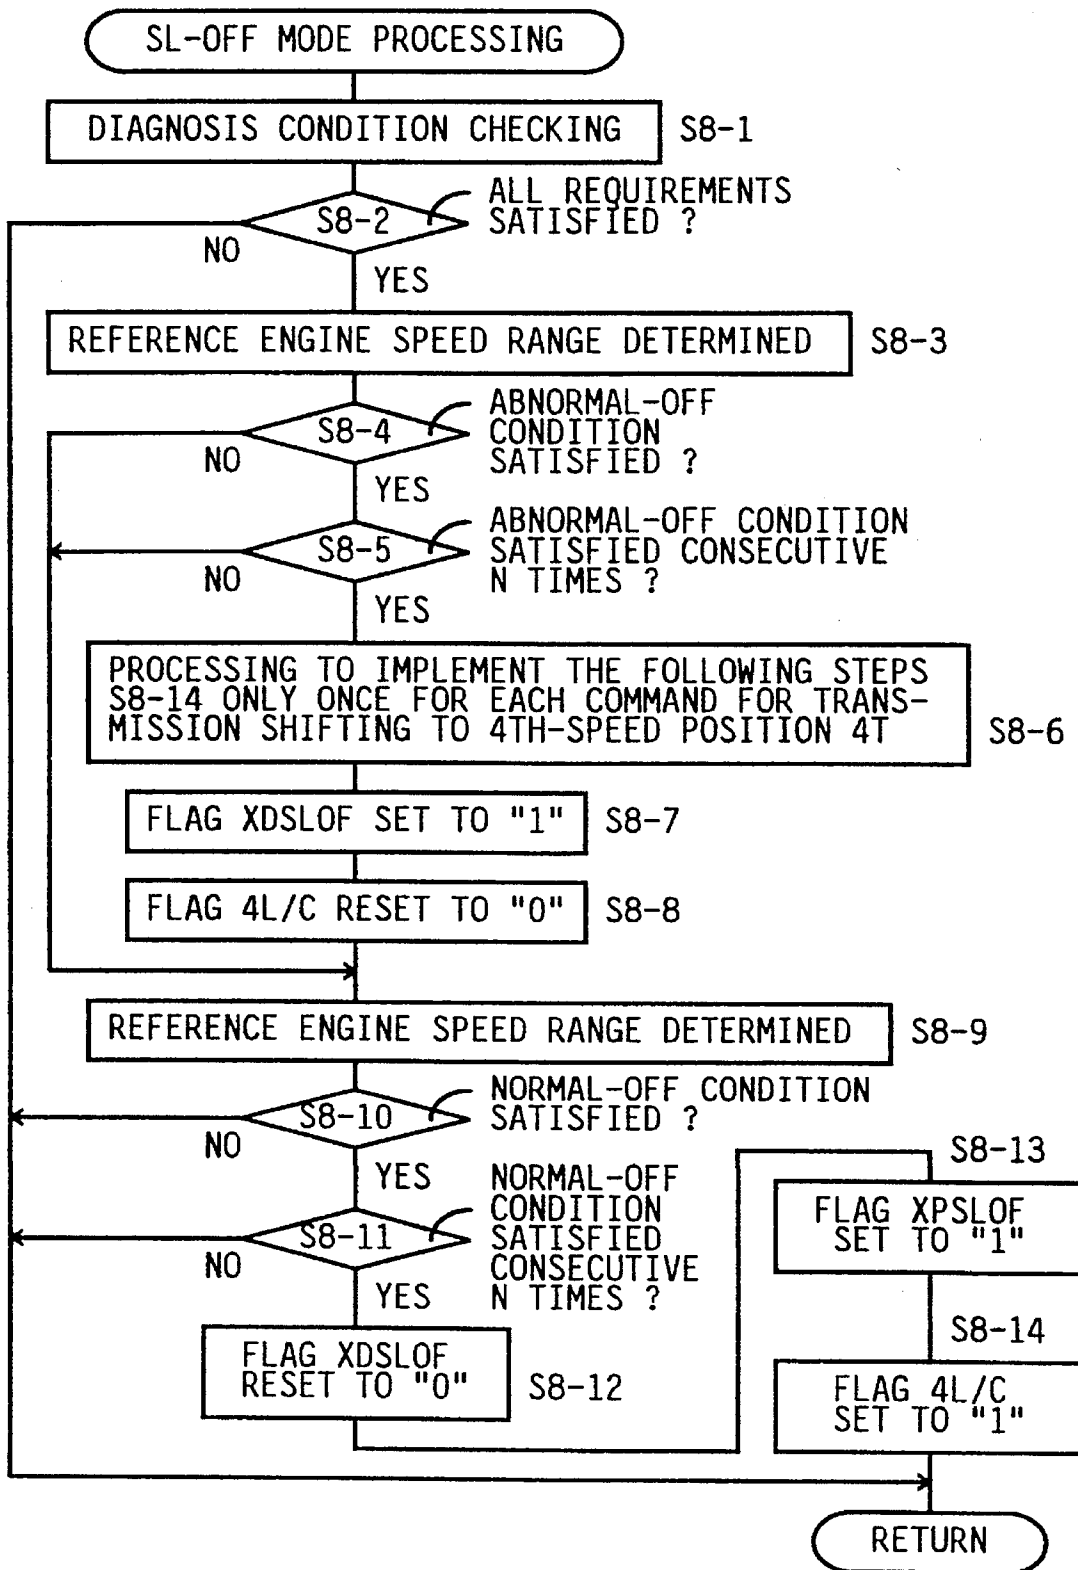 SL-OFF MODE PROCESSING
DIAGNOSIS CONDITION CHECKING
S8-1
ALL REQUIREMENTS
SATISFIED ?
S8-2
NO
YES
REFERENCE ENGINE SPEED RANGE DETERMINED
S8-3
ABNORMAL-OFF
CONDITION
SATISFIED ?
S8-4
NO
YES
ABNORMAL-OFF CONDITION
SATISFIED CONSECUTIVE
N TIMES ?
S8-5
NO
YES
PROCESSING TO IMPLEMENT THE FOLLOWING STEPS
S8-14 ONLY ONCE FOR EACH COMMAND FOR TRANS-
MISSION SHIFTING TO 4TH-SPEED POSITION 4T
S8-6
FLAG XDSLOF SET TO "1"
S8-7
FLAG 4L/C RESET TO "0"
S8-8
REFERENCE ENGINE SPEED RANGE DETERMINED
S8-9
NORMAL-OFF CONDITION
SATISFIED ?
S8-10
NO
YES
NORMAL-OFF
CONDITION
SATISFIED
CONSECUTIVE
N TIMES ?
S8-11
NO
YES
FLAG XDSLOF
RESET TO "0"
S8-12
S8-13
FLAG XPSLOF
SET TO "1"
S8-14
FLAG 4L/C
SET TO "1"
RETURN